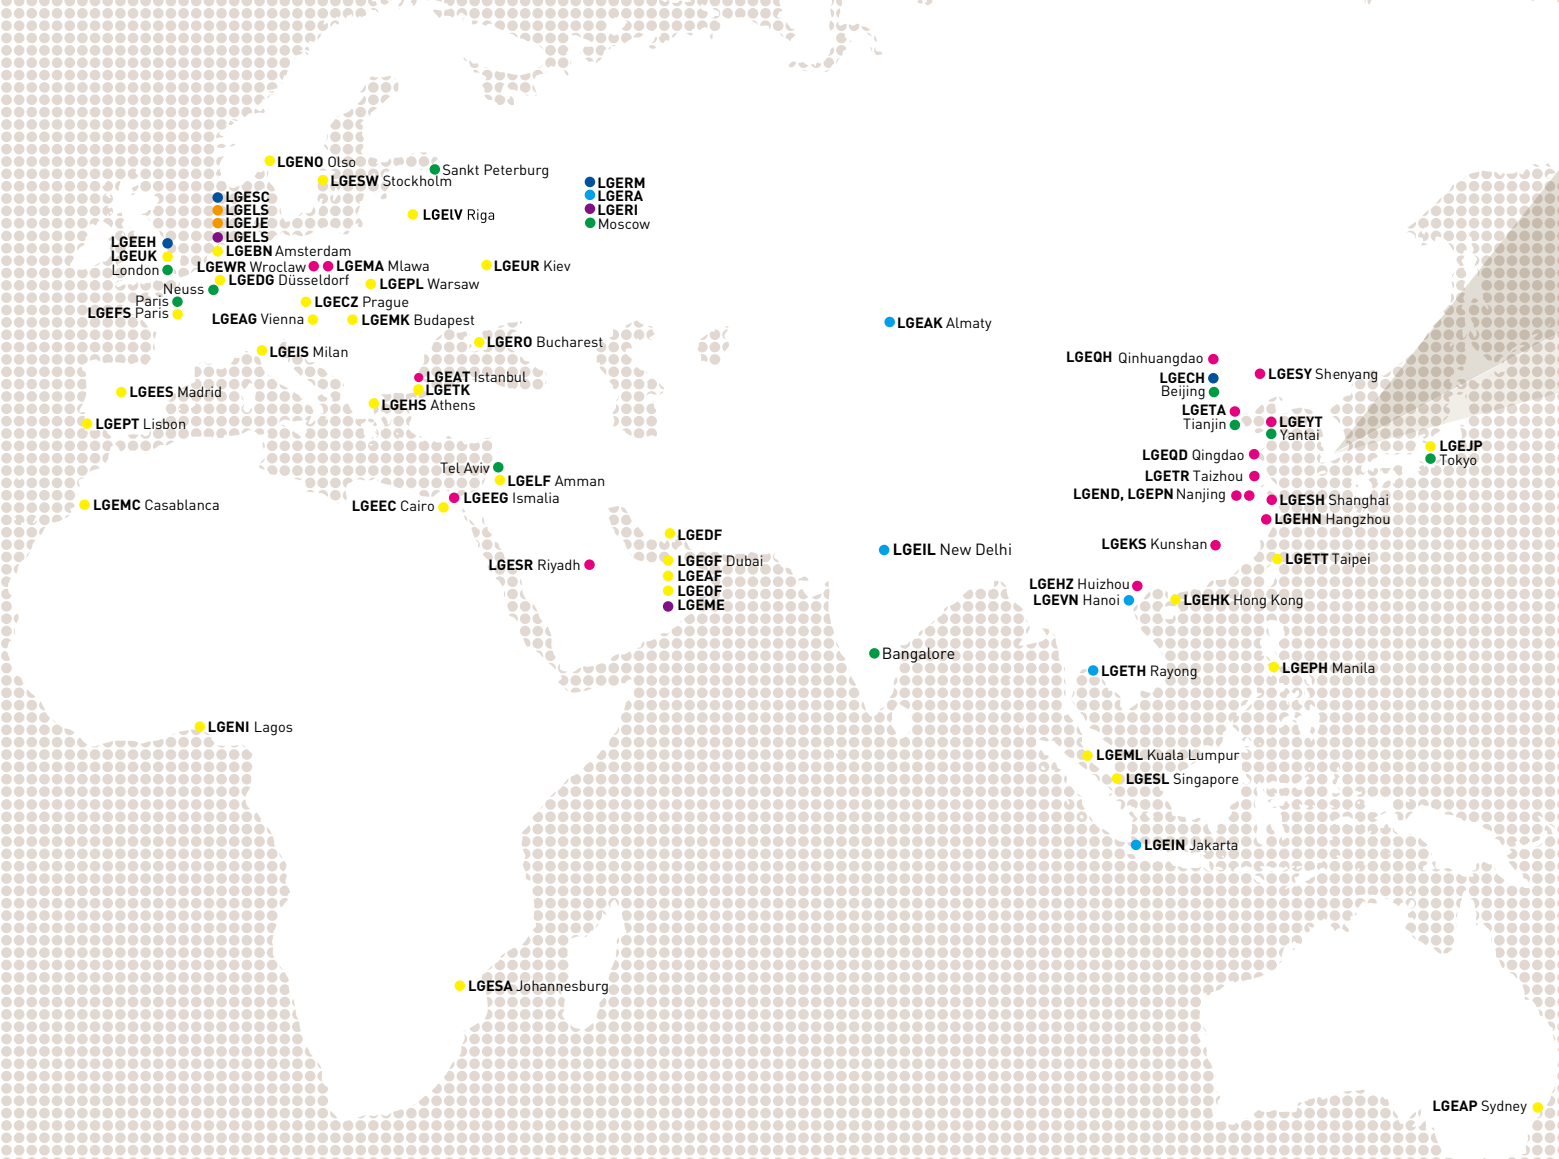 LGENO Olso
LGESW Stockholm
Sankt Peterburg
LGERM
LGERA
LGERI
Moscow
LGESC
LGELS
LGEJE
LGELS
LGEBN Amsterdam
LGElV Riga
LGEEH
LGEUK
London
LGEWR Wroclaw
LGEMA Mlawa
LGEUR Kiev
LGEDG Düsseldorf
LGEPL Warsaw
Neuss
Paris
LGEFS Paris
LGECZ Prague
LGEAG Vienna
LGEMK Budapest
LGERO Bucharest
LGEIS Milan
LGEAT Istanbul
LGETK
LGEES Madrid
LGEHS Athens
LGEPT Lisbon
Tel Aviv
LGELF Amman
LGEEG Ismalia
LGEEC Cairo
LGEMC Casablanca
LGEDF
LGEGF Dubai
LGEAF
LGEOF
LGEME
LGESR Riyadh
LGENI Lagos
LGESA Johannesburg
LGEAK Almaty
LGEIL New Delhi
Bangalore
LGEQH Qinhuangdao
LGECH
Beijing
LGESY Shenyang
LGETA
Tianjin
LGEYT
Yantai
LGEJP
Tokyo
LGEQD Qingdao
LGETR Taizhou
LGEND, LGEPN Nanjing
LGESH Shanghai
LGEHN Hangzhou
LGEKS Kunshan
LGETT Taipei
LGEHZ Huizhou
LGEVN Hanoi
LGEHK Hong Kong
LGETH Rayong
LGEPH Manila
LGEML Kuala Lumpur
LGESL Singapore
LGEIN Jakarta
LGEAP Sydney